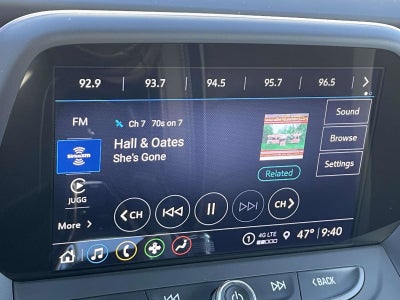 92.9 93.7 94.5 95.7 96.5
FM
Ch 7 70s on 7
Sound
SiriusXM
Hall & Oates
She's Gone
Browse
Related
Settings
JUGG
More
CH
CH
1 4G LTE 47° 9:40
BACK